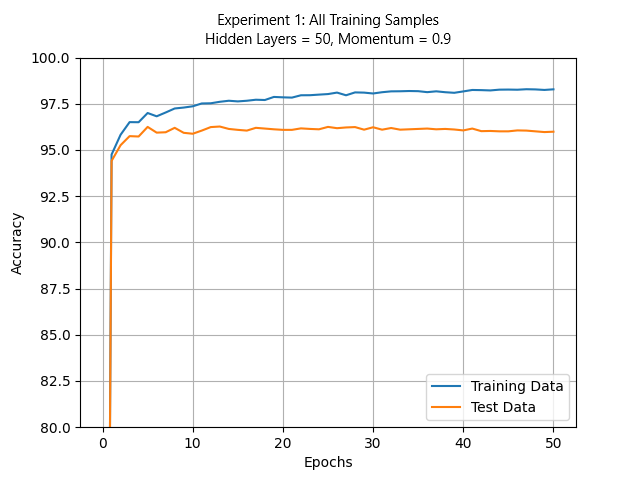 Experiment 1: All Training Samples
Hidden Layers = 50, Momentum = 0.9
100.0
97.5
95.0
92.5
90.0
87.5
85.0
82.5
80.0
Accuracy
0
10
20
30
40
50
Epochs
Training Data
Test Data